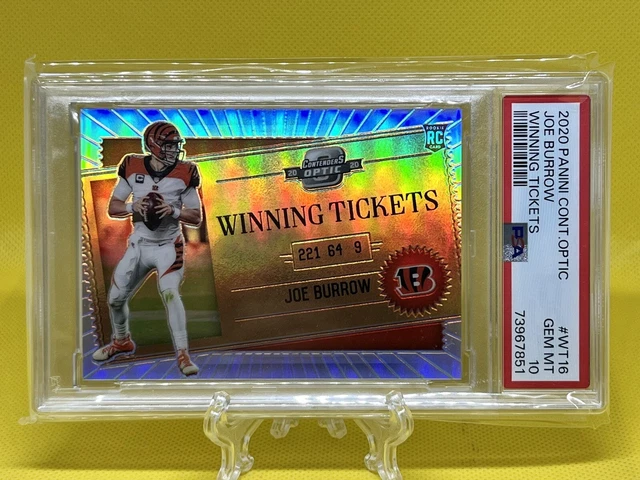 ROOKIE
RC
CARD
CONTENDERS
20 OPTIC 20
WINNING TICKETS
221 64 9
JOE BURROW
B
2020 PANINI CONT.OPTIC
JOE BURROW
WINNING TICKETS
#WT16
GEM MT
10
73967851
PSA